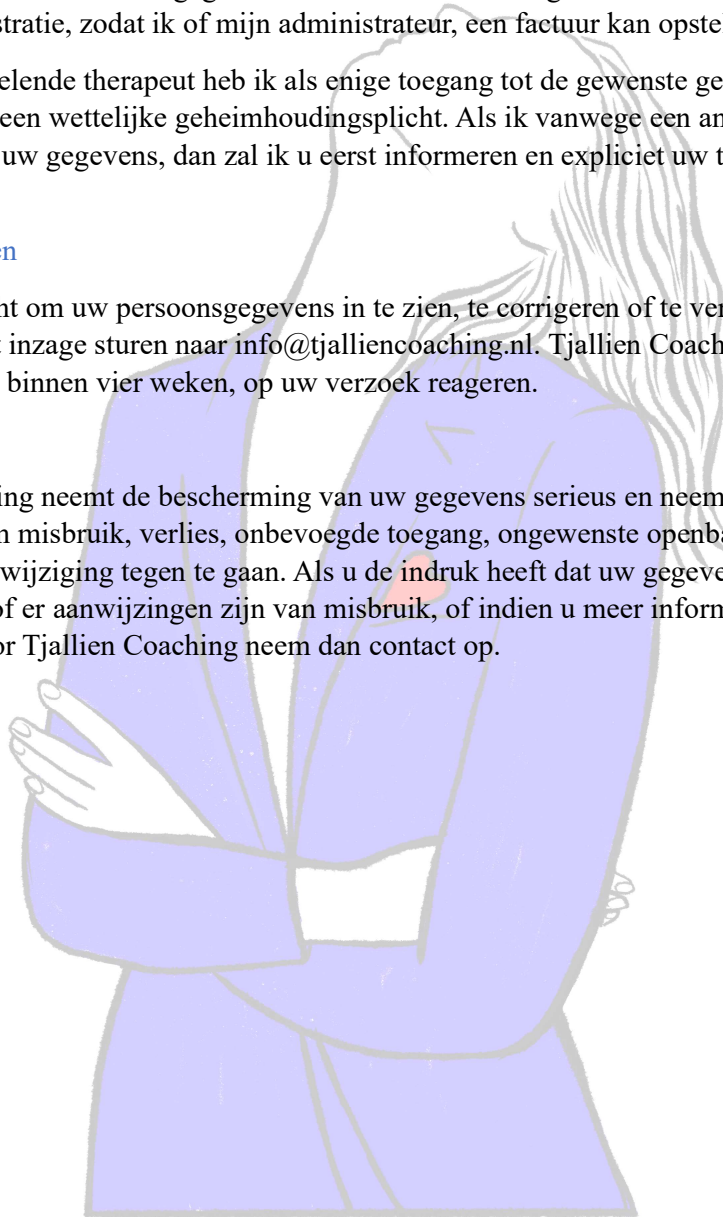 stratie, zodat ik of mijn administrateur, een factuur kan opstel
elende therapeut heb ik als enige toegang tot de gewenste ge
een wettelijke geheimhoudingsplicht. Als ik vanwege een an
uw gegevens, dan zal ik u eerst informeren en expliciet uw t
en
nt om uw persoonsgegevens in te zien, te corrigeren of te ver
t inzage sturen naar info@tjalliencoaching.nl. Tjallien Coach
binnen vier weken, op uw verzoek reageren.
ing neemt de bescherming van uw gegevens serieus en neem
n misbruik, verlies, onbevoegde toegang, ongewenste openba
wijziging tegen te gaan. Als u de indruk heeft dat uw gegeve
of er aanwijzingen zijn van misbruik, of indien u meer inform
or Tjallien Coaching neem dan contact op.